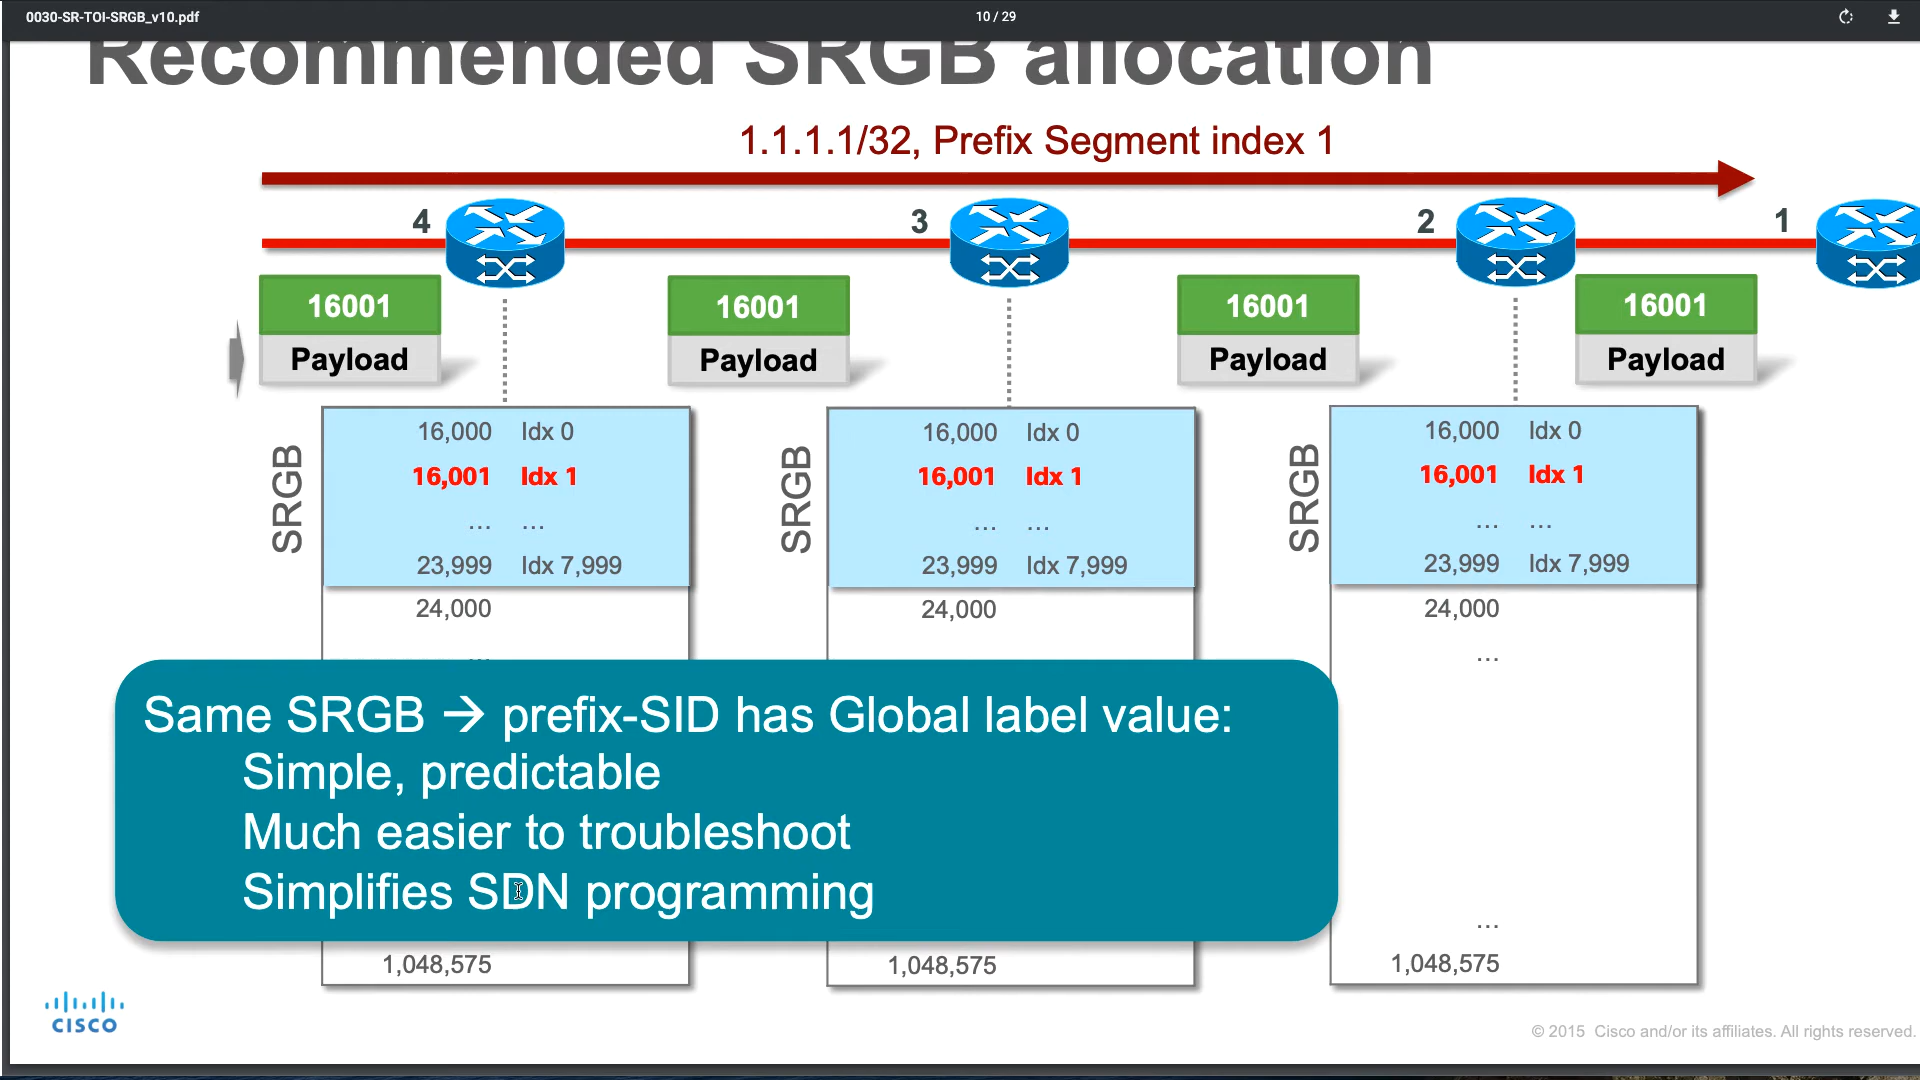 0030-SR-TOI-SRGB_v10.pdf
10 / 29
Recommended SRGB allocation
1.1.1.1/32, Prefix Segment index 1
4 3 2 1
16001 16001 16001 16001
Payload Payload Payload Payload
SRGB SRGB SRGB
16,000 Idx 0 16,000 Idx 0 16,000 Idx 0
16,001 Idx 1 16,001 Idx 1 16,001 Idx 1
... ... ... ... ... ...
23,999 Idx 7,999 23,999 Idx 7,999 23,999 Idx 7,999
24,000 24,000 24,000
...
Same SRGB → prefix-SID has Global label value:
Simple, predictable
Much easier to troubleshoot
Simplifies SDN programming
...
1,048,575 1,048,575 1,048,575
CISCO
© 2015 Cisco and/or its affiliates. All rights reserved.